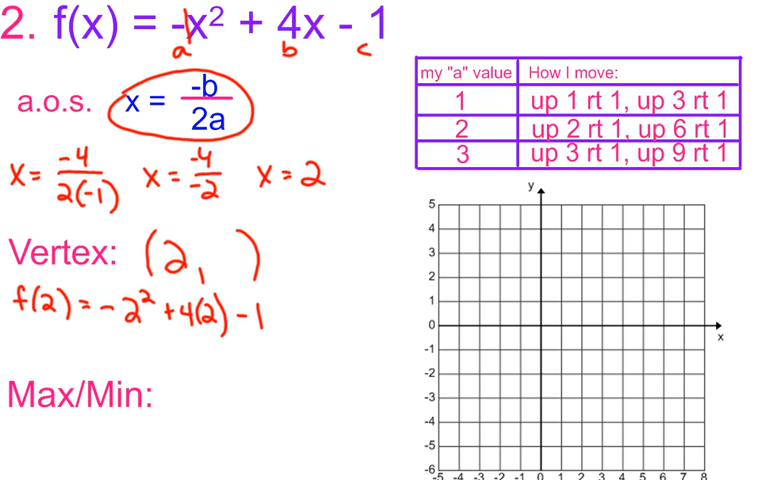 2. f(x) = -x² + 4x - 1
a b c
a.o.s. x = -b / 2a
x = -4 / 2(-1) x = -4 / -2 x = 2
Vertex: (2, )
f(2) = -2² + 4(2) - 1
Max/Min:
my "a" value How I move:
1 up 1 rt 1, up 3 rt 1
2 up 2 rt 1, up 6 rt 1
3 up 3 rt 1, up 9 rt 1
y
5
4
3
2
1
0
x
-1
-2
-3
-4
-5
-6
-5 -4 -3 -2 -1 0 1 2 3 4 5 6 7 8